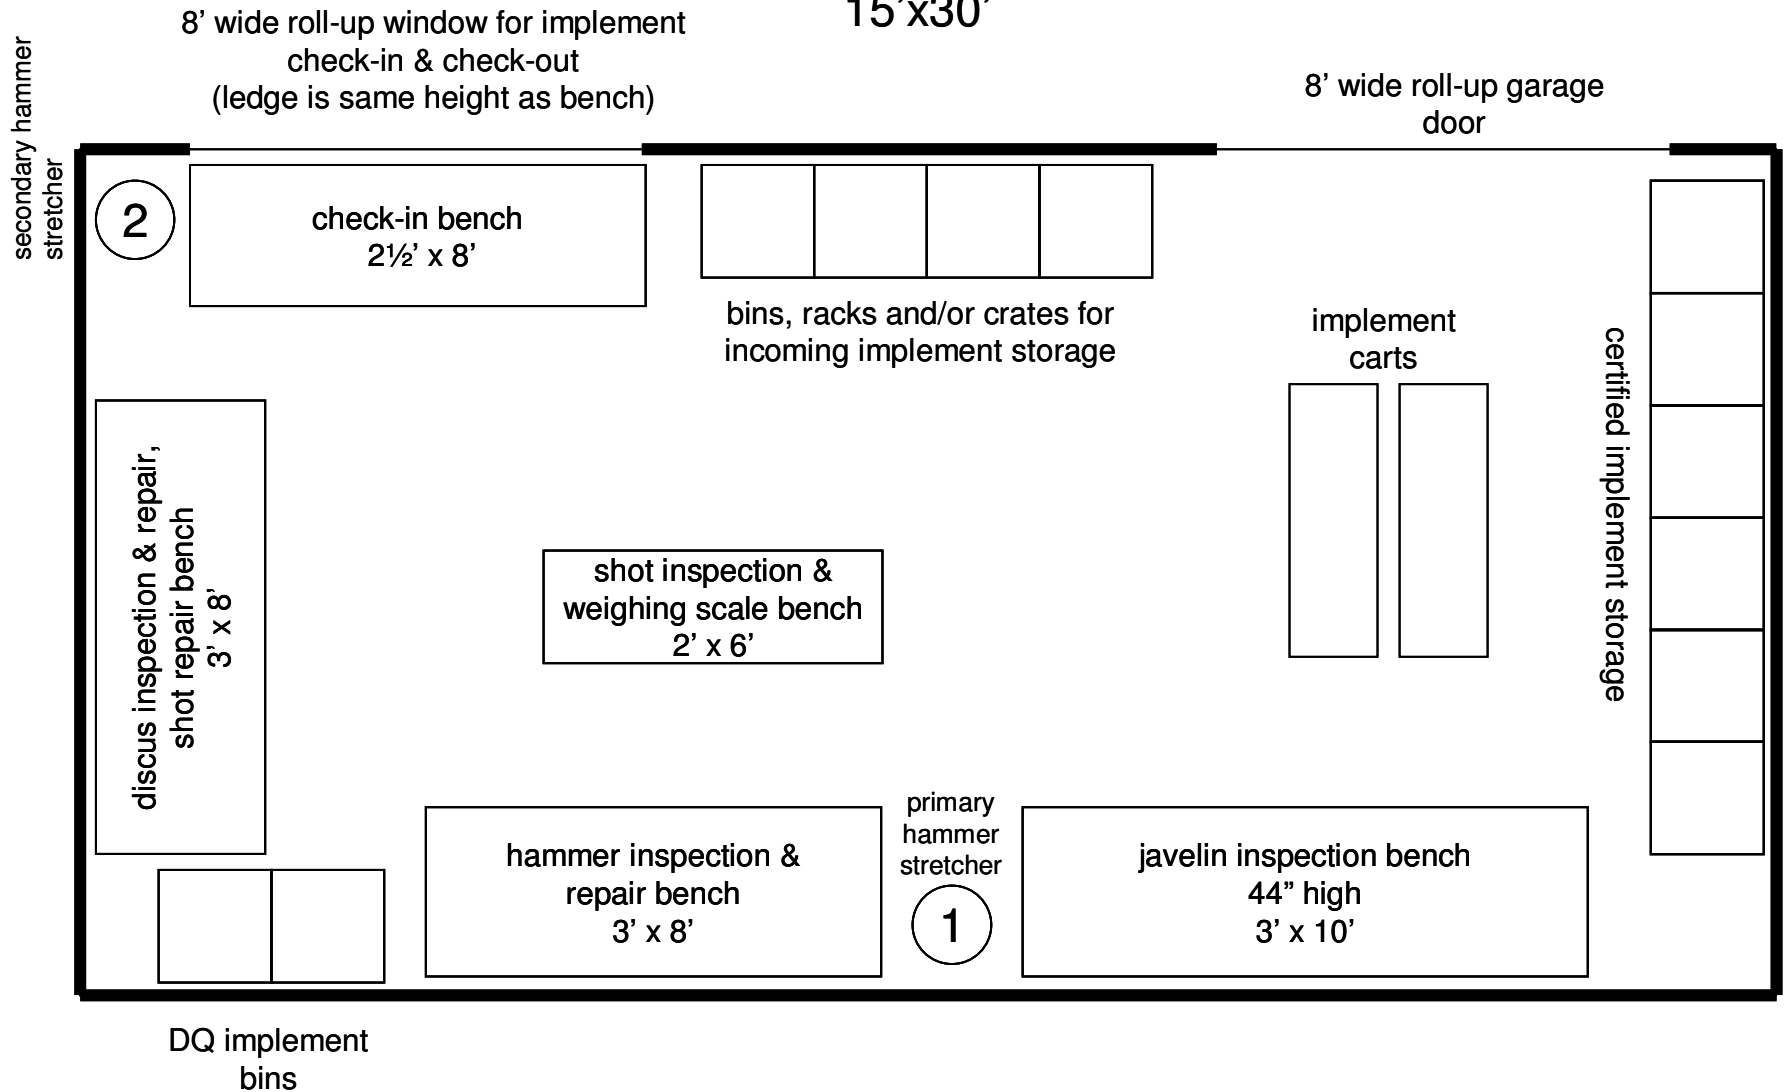 15’x30’
8’ wide roll-up window for implement
check-in & check-out
(ledge is same height as bench)
8’ wide roll-up garage
door
secondary hammer
stretcher
2
check-in bench
2½’ x 8’
bins, racks and/or crates for
incoming implement storage
implement
carts
certified implement storage
discus inspection & repair,
shot repair bench
3’ x 8’
shot inspection &
weighing scale bench
2’ x 6’
hammer inspection &
repair bench
3’ x 8’
primary
hammer
stretcher
1
javelin inspection bench
44” high
3’ x 10’
DQ implement
bins